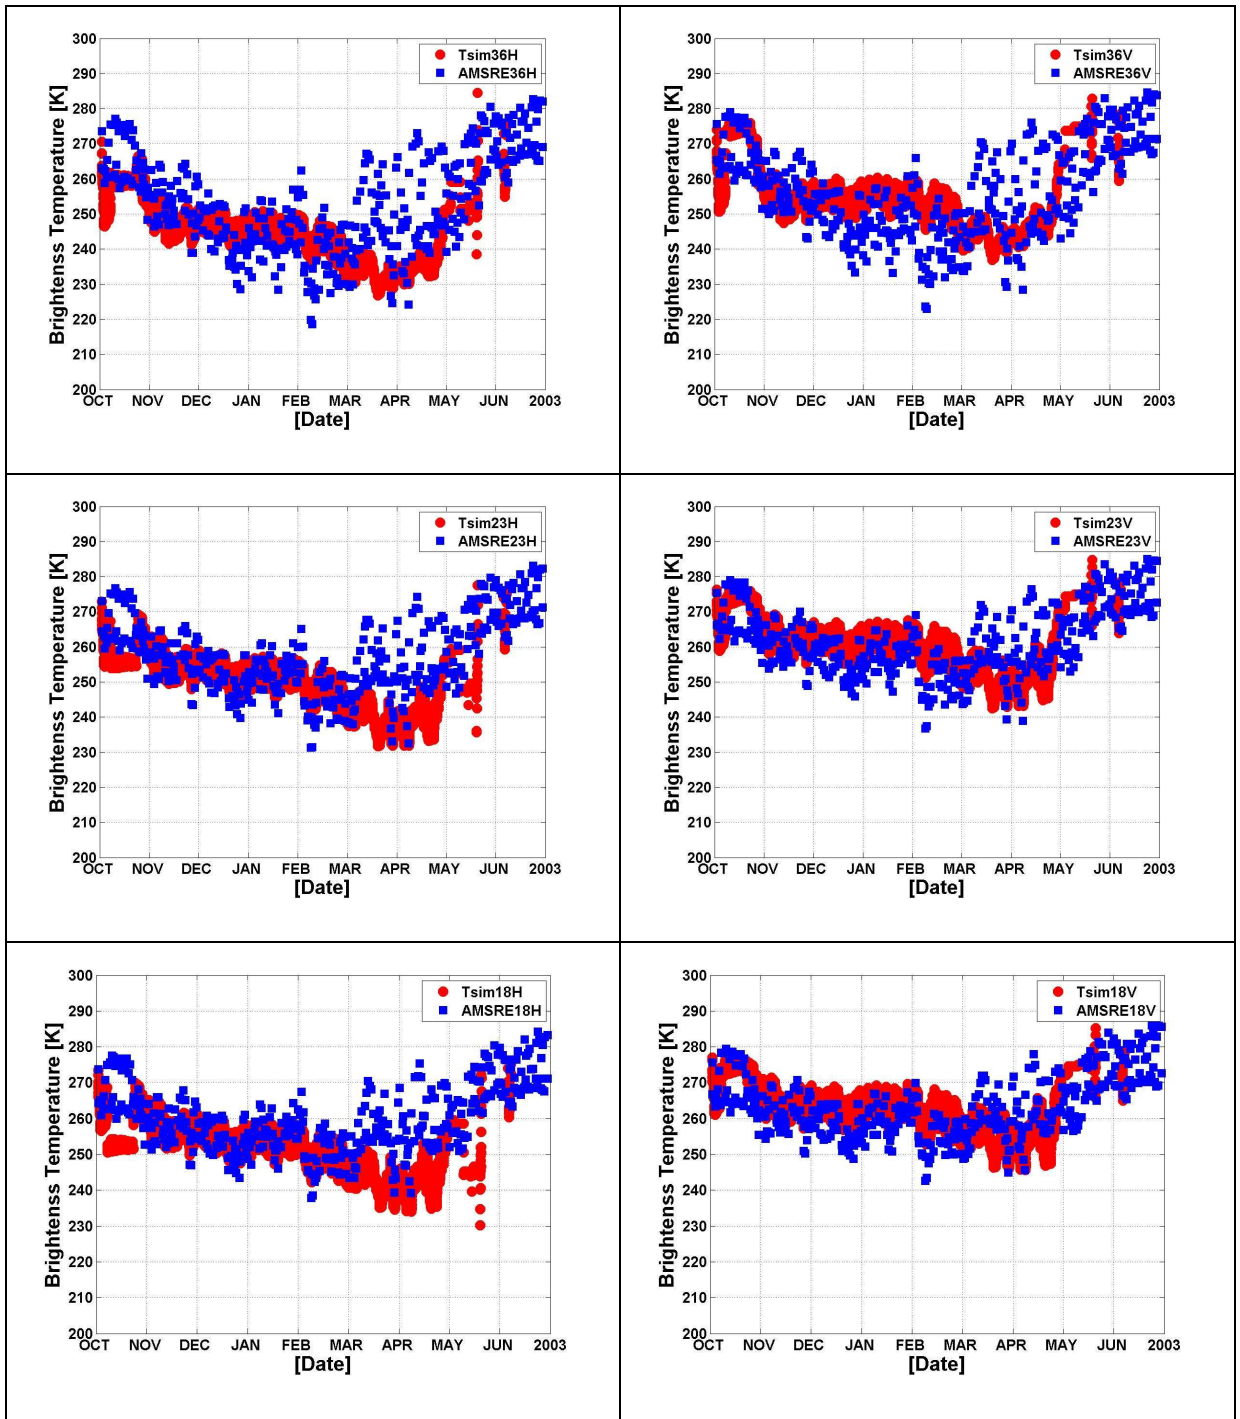 Tsim36H
AMSRE36H
Brightenss Temperature [K]
300
290
280
270
260
250
240
230
220
210
200
OCT NOV DEC JAN FEB MAR APR MAY JUN 2003
[Date]
Tsim36V
AMSRE36V
Brightenss Temperature [K]
300
290
280
270
260
250
240
230
220
210
200
OCT NOV DEC JAN FEB MAR APR MAY JUN 2003
[Date]
Tsim23H
AMSRE23H
Brightenss Temperature [K]
300
290
280
270
260
250
240
230
220
210
200
OCT NOV DEC JAN FEB MAR APR MAY JUN 2003
[Date]
Tsim23V
AMSRE23V
Brightenss Temperature [K]
300
290
280
270
260
250
240
230
220
210
200
OCT NOV DEC JAN FEB MAR APR MAY JUN 2003
[Date]
Tsim18H
AMSRE18H
Brightenss Temperature [K]
300
290
280
270
260
250
240
230
220
210
200
OCT NOV DEC JAN FEB MAR APR MAY JUN 2003
[Date]
Tsim18V
AMSRE18V
Brightenss Temperature [K]
300
290
280
270
260
250
240
230
220
210
200
OCT NOV DEC JAN FEB MAR APR MAY JUN 2003
[Date]